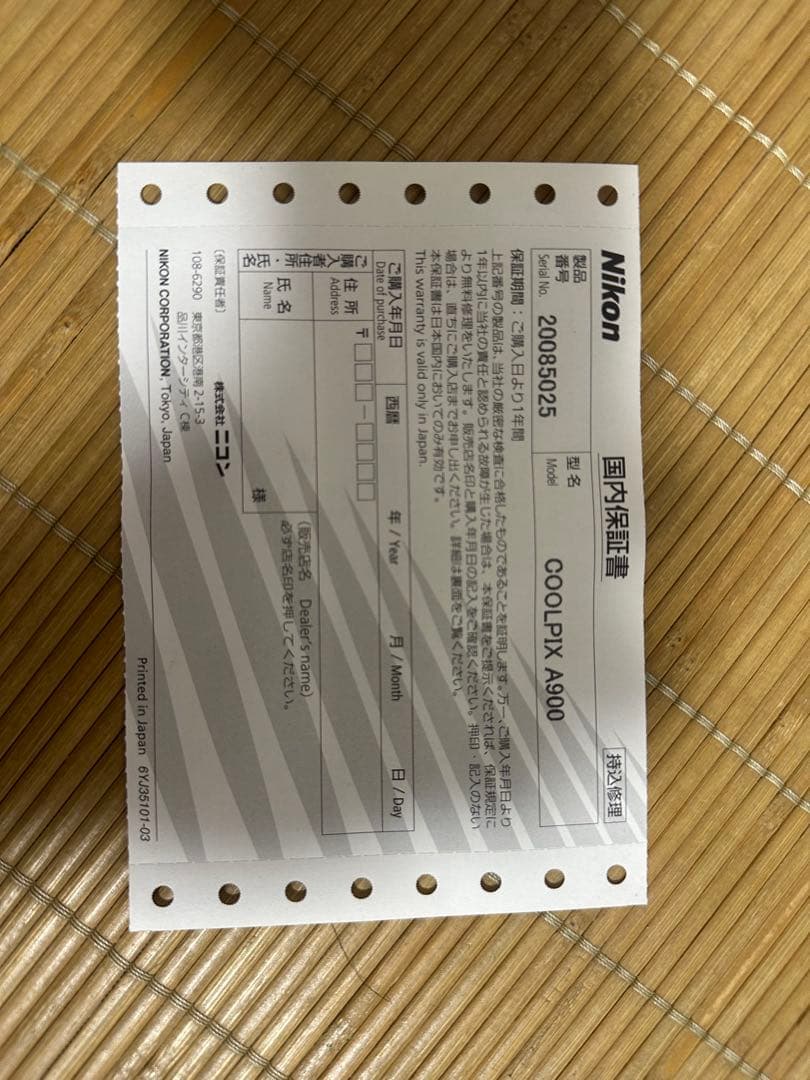 Nikon
国内保証書
持込修理
製品番号
Serial No.
20085025
型名
Model
COOLPIX A900
保証期間：ご購入日より1年間
上記番号の製品は、当社の厳密な検査に合格したものであることを証明します。万一、ご購入年月日より
1年以内に当社の責任と認められる故障が生じた場合は、本保証書をご提示くだされば、保証規定に
より無料修理をいたします。販売店名印と購入年月日の記入をご確認ください。押印・記入のない
場合は、直ちにご購入店までお申し出ください。詳細は裏面をご覧ください。
本保証書は日本国内においてのみ有効です。
This warranty is valid only in Japan.
ご購入年月日
Date of purchase
西暦 年 / Year 月 / Month 日 / Day
ご購入者住所・氏名
住所
Address
〒
氏名
Name
様
(販売店名 Dealer's name)
必ず店名印を押してください。
〔保証責任者〕
株式会社 ニコン
108-6290 東京都港区港南 2-15-3
品川インターシティ C棟
NIKON CORPORATION, Tokyo, Japan
Printed in Japan 6YJ35101-03